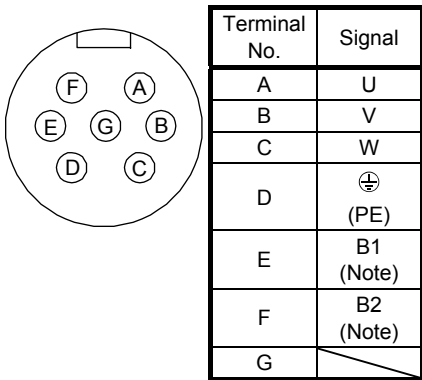 F A
E G B
D C
Terminal No. Signal
A U
B V
C W
D (PE)
E B1 (Note)
F B2 (Note)
G